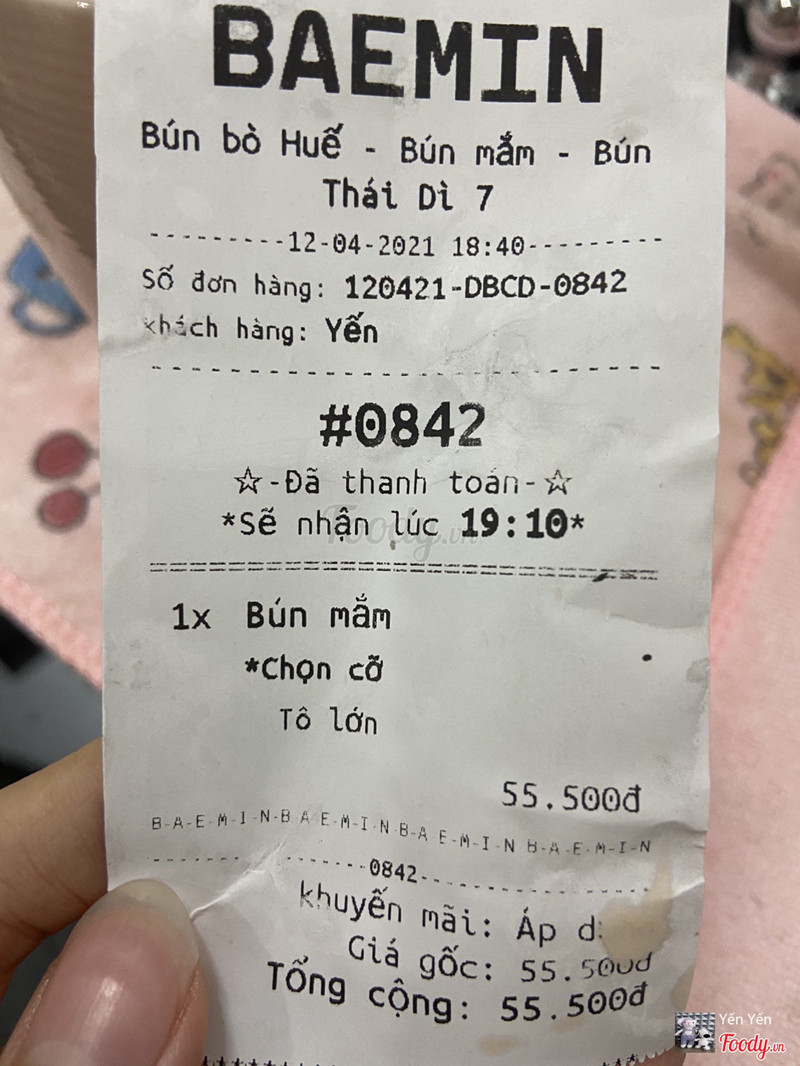 BAEMIN
Bún bò Huế - Bún mắm - Bún
Thái Dì 7
---------12-04-2021 18:40---------
Số đơn hàng: 120421-DBCD-0842
khách hàng: Yến
#0842
☆-Đã thanh toán-☆
*Sẽ nhận lúc 19:10*
1x Bún mắm
*Chọn cỡ
Tô lớn
55.500đ
B-A-E-M-I-N-B-A-E-M-I-N-B-A-E-M-I-N-B-A-E-M-I-N
0842
khuyến mãi: Áp
Giá gốc: 55.500đ
Tổng cộng: 55.500đ
Foody.vn
Yến Yến
Foody.vn